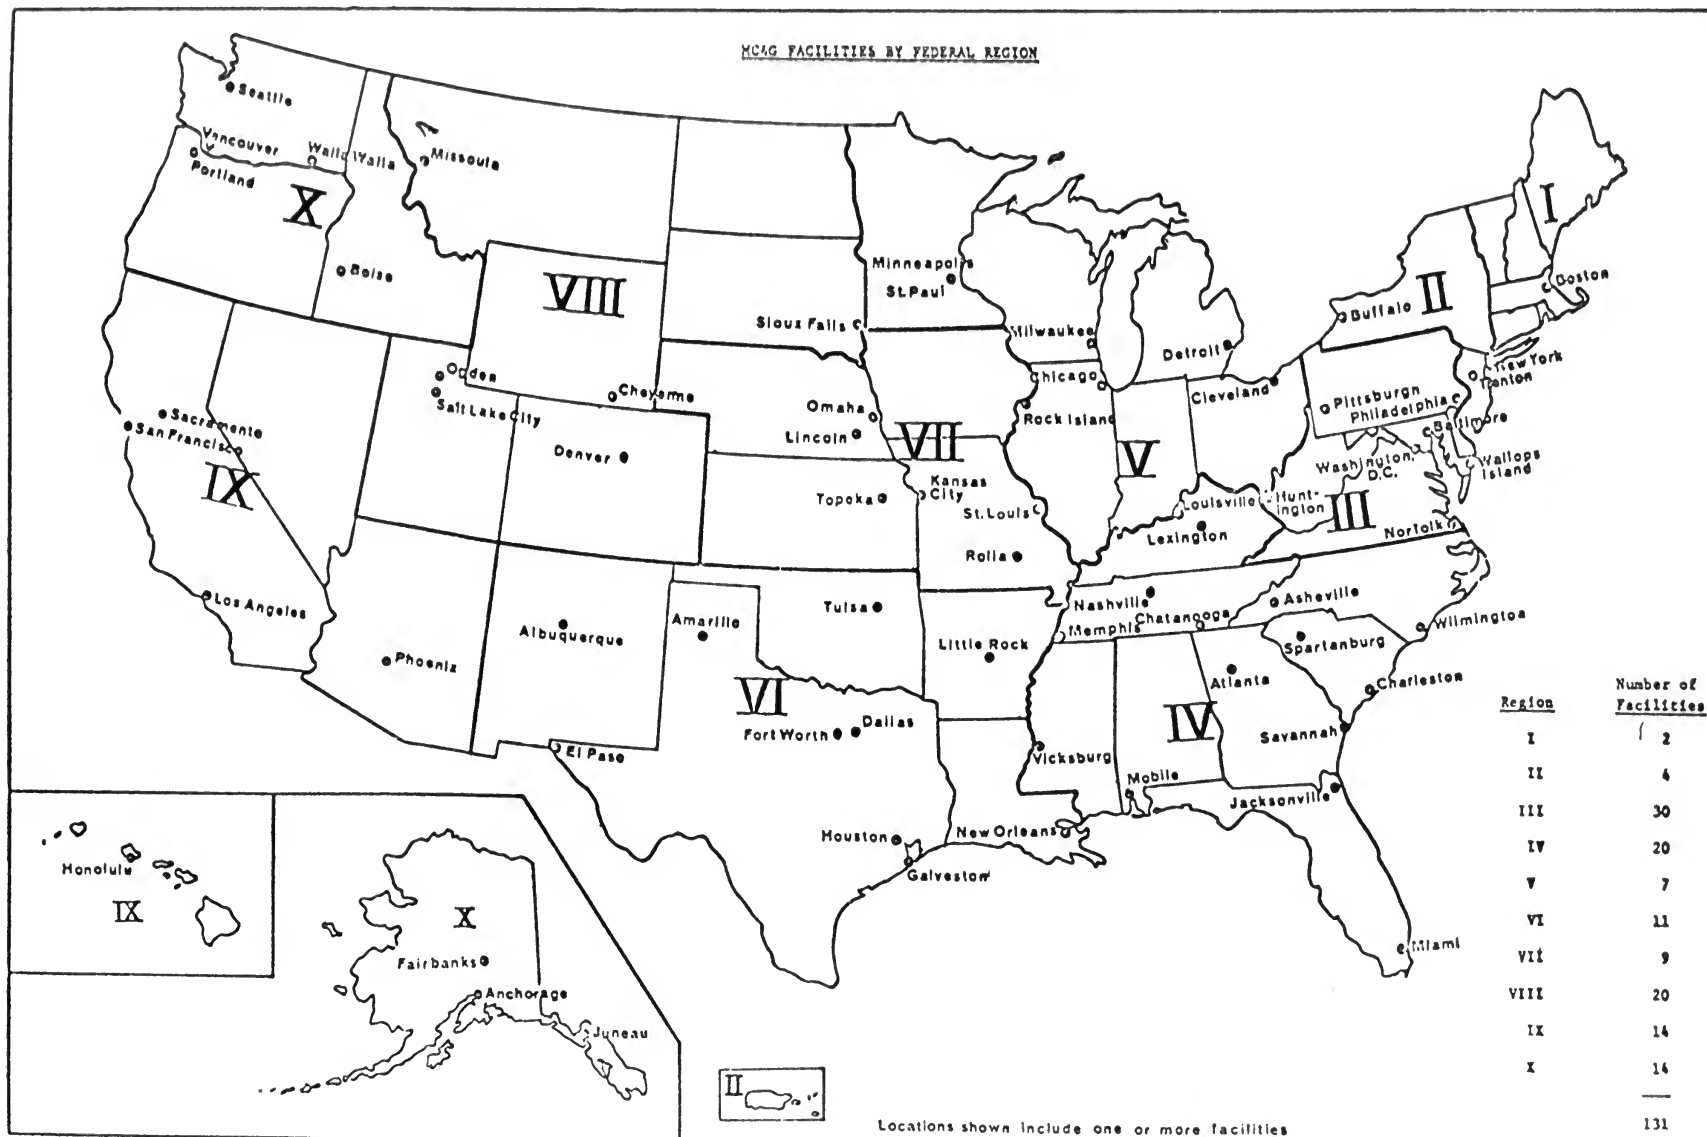 MC&G FACILITIES BY FEDERAL REGION
Seattle
Vancouver
Walla Walla
Portland
Missoula
X
I
Boise
VIII
Minneapolis
St. Paul
II
Boston
Buffalo
Sioux Falls
Milwaukee
Detroit
New York
Trenton
Ogden
Chicago
Cleveland
Cheyenne
Salt Lake City
Pittsburgh
Philadelphia
Omaha
Rock Island
Baltimore
Sacramento
San Francisco
Lincoln
VII
V
Denver
Washington,
D.C.
Wallops
Island
IX
Kansas
City
Topoka
St. Louis
Louisville
Hunt-
ington
III
Norfolk
Lexington
Rolla
Los Angeles
Tulsa
Nashville
Asheville
Amarillo
Chatanooga
Memphis
Wilmington
Albuquerque
Little Rock
Spartanburg
Phoenix
Atlanta
Charleston
VI
IV
Dallas
Fort Worth
Savannah
El Paso
Vicksburg
Mobile
Jacksonville
Houston
New Orleans
Galveston
Miami
Honolulu
IX
X
Fairbanks
Anchorage
Juneau
II
Region Number of Facilities
I 2
II 4
III 30
IV 20
V 7
VI 11
VII 9
VIII 20
IX 14
X 14
131
Locations shown include one or more facilities